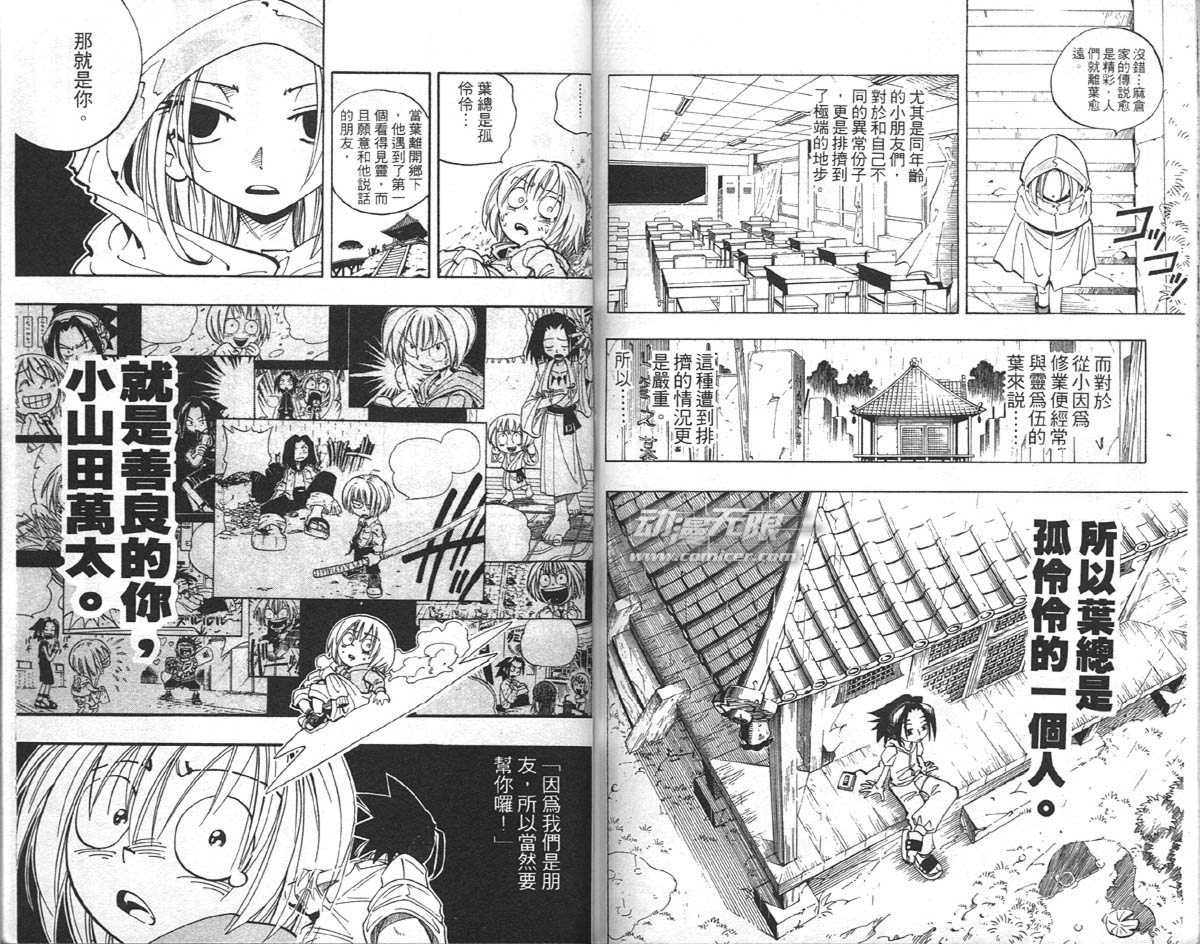 沒錯…麻倉
家的傳說愈
是精彩，人
們就離葉愈
遠。
コッ
コッ
尤其是同年齡
的小朋友們，
對於和自己不
同的異常份子
，更是排擠到
了極端的地步。
而對於
從小因為
修業便經常
與靈為伍的
葉來說……
這種遭到排
擠的情況更
是嚴重。
所以……
动漫无限
www.comicer.com
所以葉總是
孤伶伶的一個人。
………
葉總是孤
伶伶…
當葉離開鄉下
，他遇到了第一
個看得見靈，而
且願意和他說話
的朋友，
那就是你。
就是善良的你，
小山田萬太。
「因為我們是朋
友，所以當然要
幫你囉！」